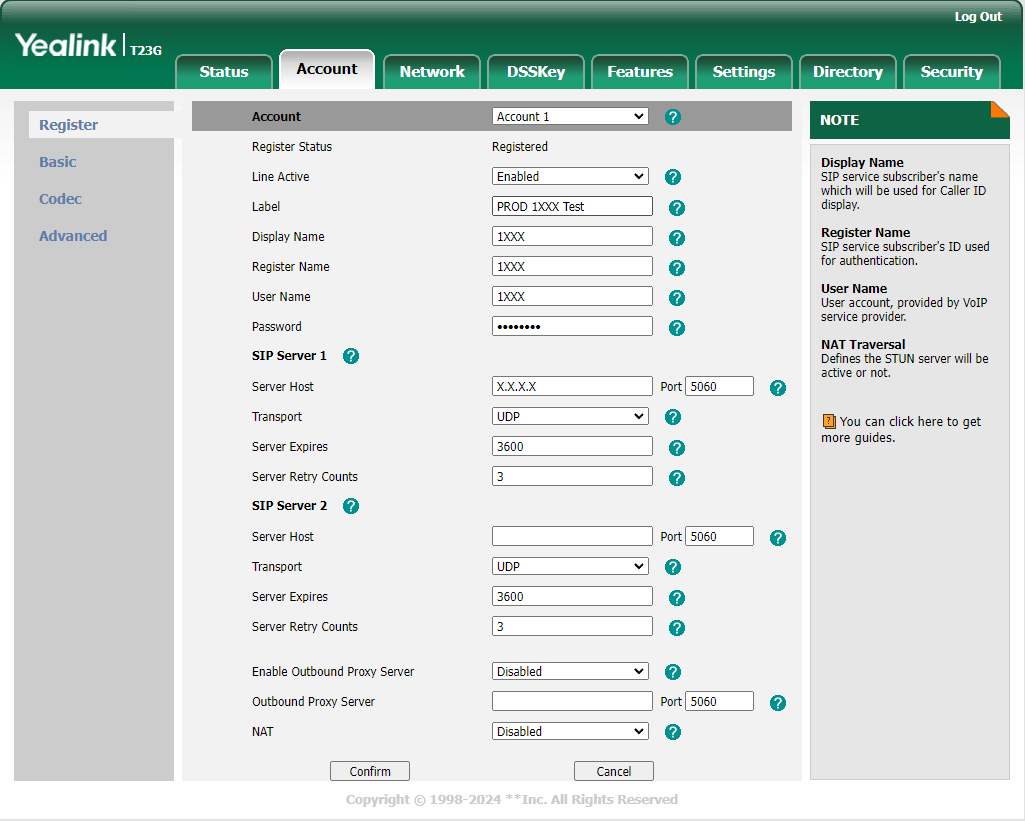 Log Out
Yealink T23G
Status Account Network DSSKey Features Settings Directory Security
Register
Basic
Codec
Advanced
Account Account 1 ?
Register Status Registered
Line Active Enabled ?
Label PROD 1XXX Test ?
Display Name 1XXX ?
Register Name 1XXX ?
User Name 1XXX ?
Password •••••••• ?
SIP Server 1 ?
Server Host X.X.X.X Port 5060 ?
Transport UDP ?
Server Expires 3600 ?
Server Retry Counts 3 ?
SIP Server 2 ?
Server Host Port 5060 ?
Transport UDP ?
Server Expires 3600 ?
Server Retry Counts 3 ?
Enable Outbound Proxy Server Disabled ?
Outbound Proxy Server Port 5060 ?
NAT Disabled ?
Confirm Cancel
NOTE
Display Name
SIP service subscriber's name
which will be used for Caller ID
display.
Register Name
SIP service subscriber's ID used
for authentication.
User Name
User account, provided by VoIP
service provider.
NAT Traversal
Defines the STUN server will be
active or not.
? You can click here to get
more guides.
Copyright © 1998-2024 **Inc. All Rights Reserved